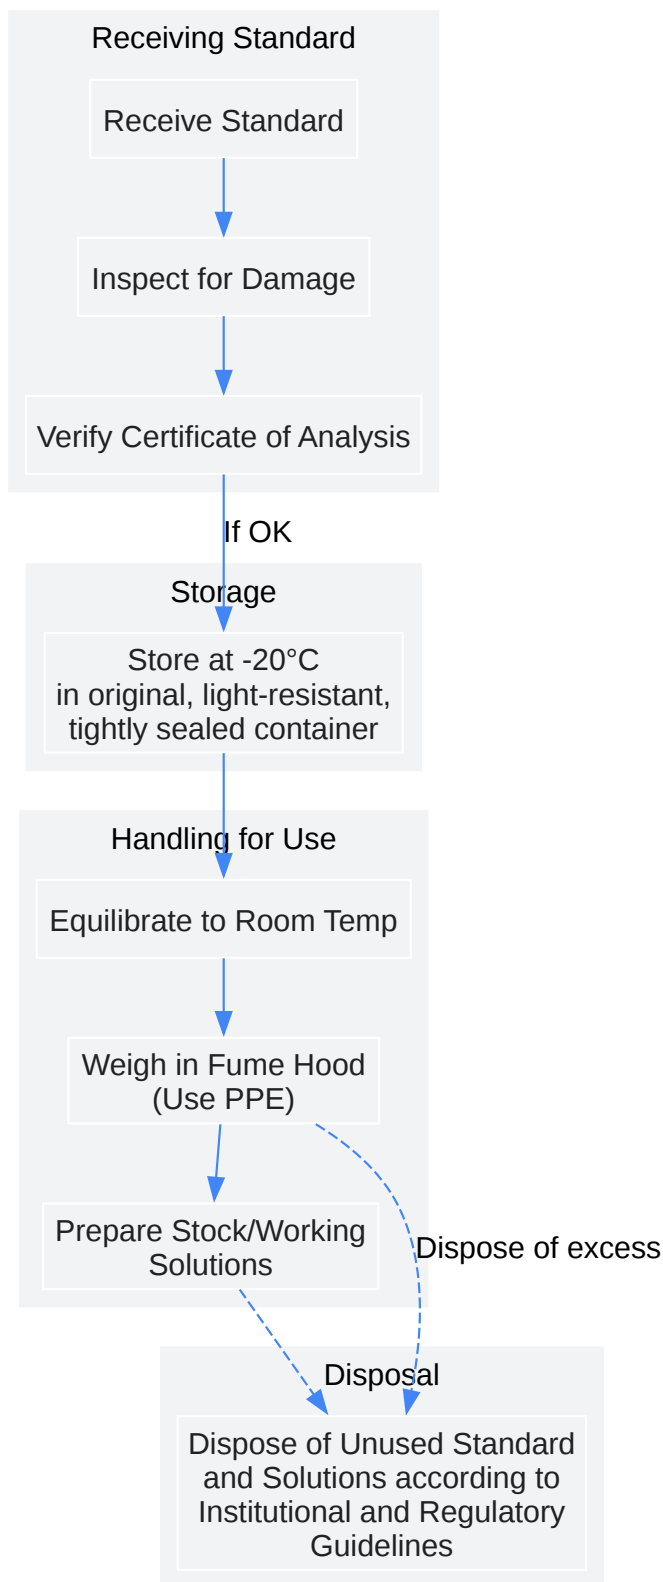 Receiving Standard
Receive Standard
Inspect for Damage
Verify Certificate of Analysis
If OK
Storage
Store at -20°C
in original, light-resistant,
tightly sealed container
Handling for Use
Equilibrate to Room Temp
Weigh in Fume Hood
(Use PPE)
Prepare Stock/Working
Solutions
Dispose of excess
Disposal
Dispose of Unused Standard
and Solutions according to
Institutional and Regulatory
Guidelines